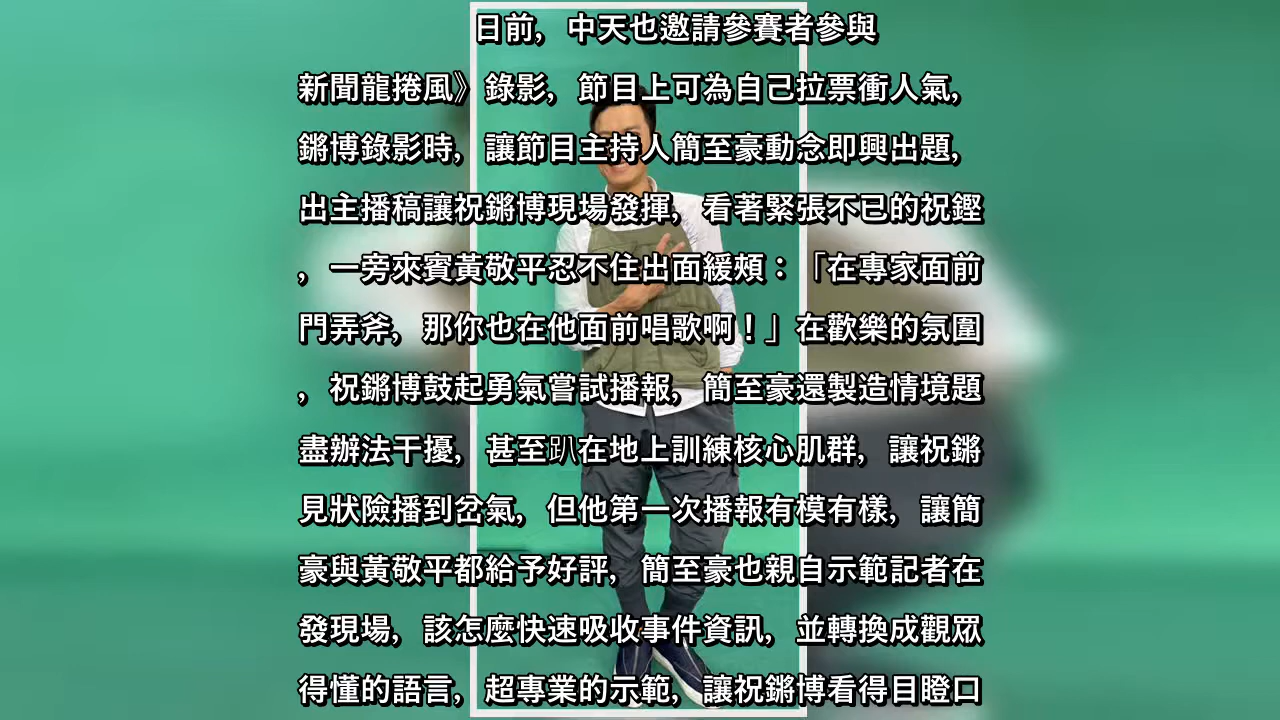 日前，中天也邀請參賽者參與
新聞龍捲風》錄影，節目上可為自己拉票衝人氣，
鏘博錄影時，讓節目主持人簡至豪動念即興出題，
出主播稿讓祝鏘博現場發揮，看著緊張不已的祝鏗
，一旁來賓黃敬平忍不住出面緩頰：「在專家面前
門弄斧，那你也在他面前唱歌啊！」在歡樂的氛圍
，祝鏘博鼓起勇氣嘗試播報，簡至豪還製造情境題
盡辦法干擾，甚至趴在地上訓練核心肌群，讓祝鏘
見狀險播到岔氣，但他第一次播報有模有樣，讓簡
豪與黃敬平都給予好評，簡至豪也親自示範記者在
發現場，該怎麼快速吸收事件資訊，並轉換成觀眾
得懂的語言，超專業的示範，讓祝鏘博看得目瞪口